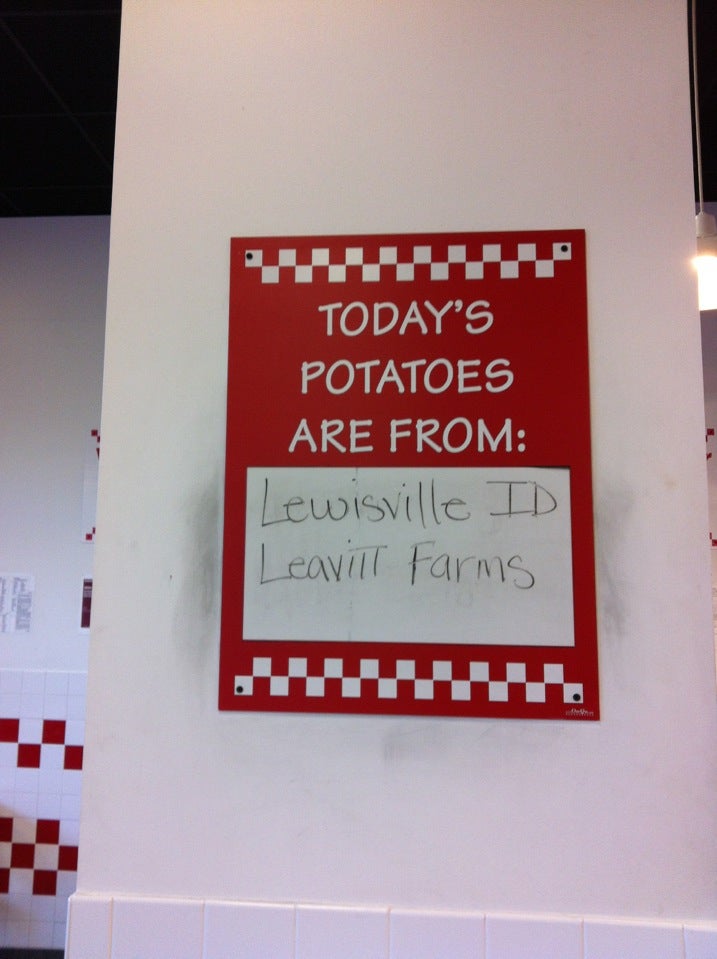 TODAY'S
POTATOES
ARE FROM:
Lewisville ID
Leavitt Farms